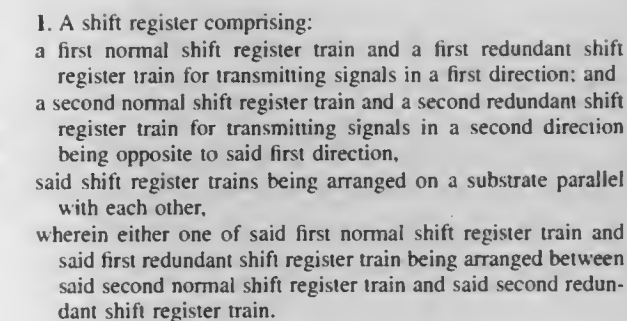 1. A shift register comprising:
a first normal shift register train and a first redundant shift
register train for transmitting signals in a first direction: and
a second normal shift register train and a second redundant shift
register train for transmitting signals in a second direction
being opposite to said first direction,
said shift register trains being arranged on a substrate parallel
with each other,
wherein either one of said first normal shift register train and
said first redundant shift register train being arranged between
said second normal shift register train and said second redun-
dant shift register train.